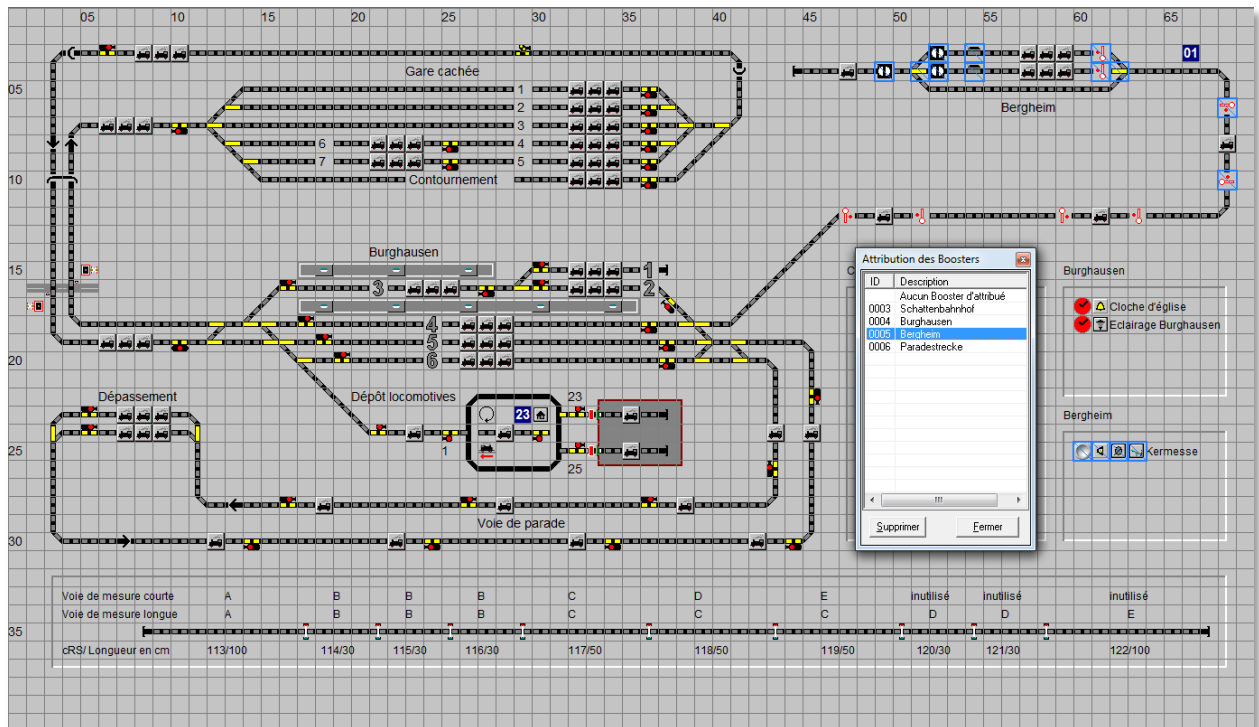 05 10 15 20 25 30 35 40 45 50 55 60 65
01
Gare cachée
05
1
2
Bergheim
3
6 4
7 5
10
Contournement
Burghausen
15
1
3 2
4
5
20
6
Attribution des Boosters
ID Description
Aucun Booster d'attribué
0003 Schattenbahnhof
0004 Burghausen
0005 Bergheim
0006 Paradestrecke
Supprimer Fermer
C
Burghausen
Cloche d'église
Eclairage Burghausen
Bergheim
Kermesse
Dépassement
Dépôt locomotives
23
23
25
1
25
Voie de parade
30
Voie de mesure courte A B B B C D E inutilisé inutilisé inutilisé
Voie de mesure longue A B B B C C C D D E
35
cRS/ Longueur en cm 113/100 114/30 115/30 116/30 117/50 118/50 119/50 120/30 121/30 122/100